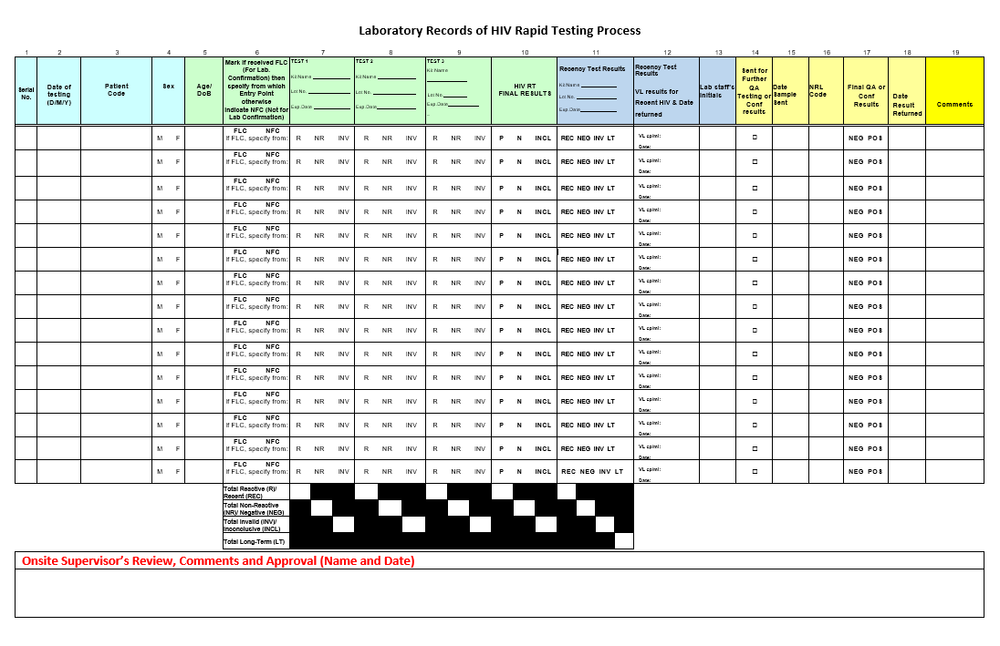 Laboratory Records of HIV Rapid Testing Process
1 2 3 4 5 6 7 8 9 10 11 12 13 14 15 16 17 18 19
Serial No.
Date of testing (D/M/Y)
Patient Code
Sex
Age/ DoB
Mark if received FLC (For Lab. Confirmation) then specify from which Entry Point otherwise indicate NFC (Not for Lab Confirmation)
TEST 1
Kit Name
Lot No.
Exp.Date
TEST 2
Kit Name
Lot No.
Exp.Date
TEST 3
Kit Name
Lot No.
Exp.Date
HIV RT FINAL RESULTS
Recency Test Results
Kit Name
Lot No.
Exp.Date
Recency Test Results
VL results for Recent HIV & Date returned
Lab staff's initials
Sent for Further QA Testing or Conf results
Date Sample Sent
NRL Code
Final QA or Conf Results
Date Result Returned
Comments
FLC NFC VL cp/ml:
M F If FLC, specify from: R NR INV R NR INV R NR INV P N INCL REC NEG INV LT □ NEG POS
Date:
FLC NFC VL cp/ml:
M F If FLC, specify from: R NR INV R NR INV R NR INV P N INCL REC NEG INV LT □ NEG POS
Date:
FLC NFC VL cp/ml:
M F If FLC, specify from: R NR INV R NR INV R NR INV P N INCL REC NEG INV LT □ NEG POS
Date:
FLC NFC VL cp/ml:
M F If FLC, specify from: R NR INV R NR INV R NR INV P N INCL REC NEG INV LT □ NEG POS
Date:
FLC NFC VL cp/ml:
M F If FLC, specify from: R NR INV R NR INV R NR INV P N INCL REC NEG INV LT □ NEG POS
Date:
FLC NFC VL cp/ml:
M F If FLC, specify from: R NR INV R NR INV R NR INV P N INCL REC NEG INV LT □ NEG POS
Date:
FLC NFC VL cp/ml:
M F If FLC, specify from: R NR INV R NR INV R NR INV P N INCL REC NEG INV LT □ NEG POS
Date:
FLC NFC VL cp/ml:
M F If FLC, specify from: R NR INV R NR INV R NR INV P N INCL REC NEG INV LT □ NEG POS
Date:
FLC NFC VL cp/ml:
M F If FLC, specify from: R NR INV R NR INV R NR INV P N INCL REC NEG INV LT □ NEG POS
Date:
FLC NFC VL cp/ml:
M F If FLC, specify from: R NR INV R NR INV R NR INV P N INCL REC NEG INV LT □ NEG POS
Date:
FLC NFC VL cp/ml:
M F If FLC, specify from: R NR INV R NR INV R NR INV P N INCL REC NEG INV LT □ NEG POS
Date:
FLC NFC VL cp/ml:
M F If FLC, specify from: R NR INV R NR INV R NR INV P N INCL REC NEG INV LT □ NEG POS
Date:
FLC NFC VL cp/ml:
M F If FLC, specify from: R NR INV R NR INV R NR INV P N INCL REC NEG INV LT □ NEG POS
Date:
FLC NFC VL cp/ml:
M F If FLC, specify from: R NR INV R NR INV R NR INV P N INCL REC NEG INV LT □ NEG POS
Date:
FLC NFC VL cp/ml:
M F If FLC, specify from: R NR INV R NR INV R NR INV P N INCL REC NEG INV LT □ NEG POS
Date:
Total Reactive (R)/
Recent (REC)
Total Non-Reactive
(NR)/ Negative (NEG)
Total Invalid (INV)/
Inconclusive (INCL)
Total Long-Term (LT)
Onsite Supervisor's Review, Comments and Approval (Name and Date)